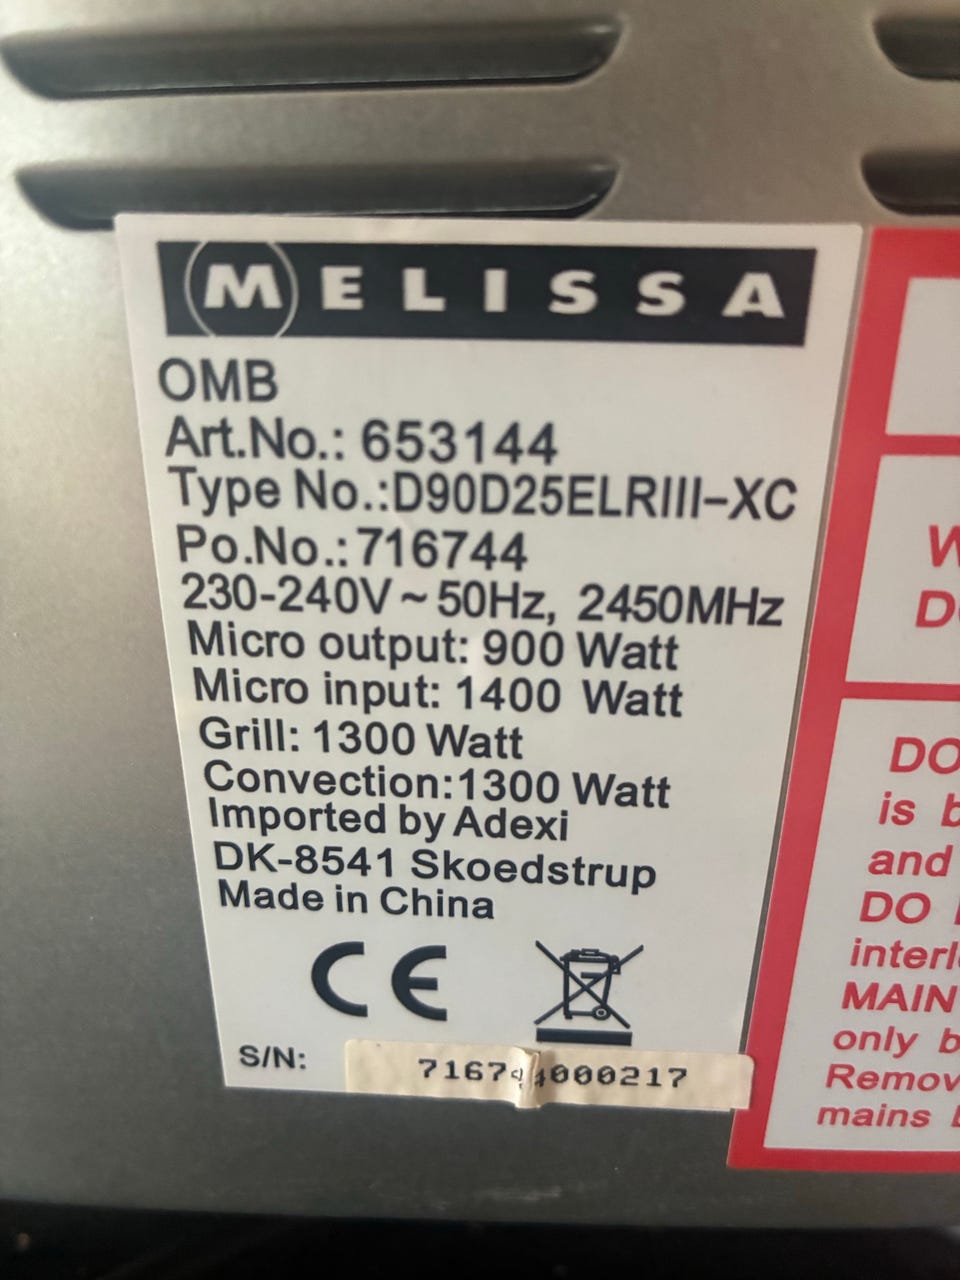 MELISSA
OMB
Art.No.: 653144
Type No.:D90D25ELRIII-XC
Po.No.:716744
230-240V~50Hz, 2450MHz
Micro output: 900 Watt
Micro input: 1400 Watt
Grill: 1300 Watt
Convection:1300 Watt
Imported by Adexi
DK-8541 Skoedstrup
Made in China
CE
S/N:
DO
is
and
DO
MAIN
only
mains